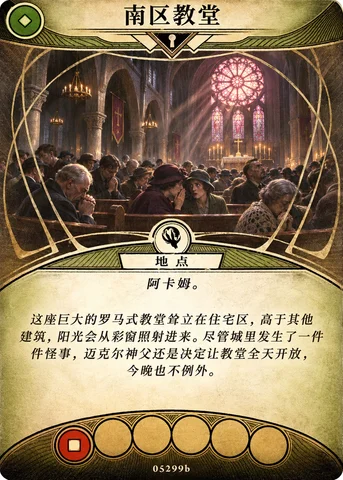 南区教堂
地点
阿卡姆。
这座巨大的罗马式教堂耸立在住宅区，高于其他
建筑，阳光会从彩窗照射进来。尽管城里发生了一件
件怪事，迈克尔神父还是决定让教堂全天开放，
今晚也不例外。
05299b